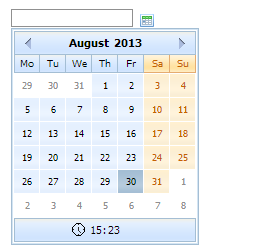 August 2013
Mo Tu We Th Fr Sa Su
29 30 31 1 2 3 4
5 6 7 8 9 10 11
12 13 14 15 16 17 18
19 20 21 22 23 24 25
26 27 28 29 30 31 1
2 3 4 5 6 7 8
15:23